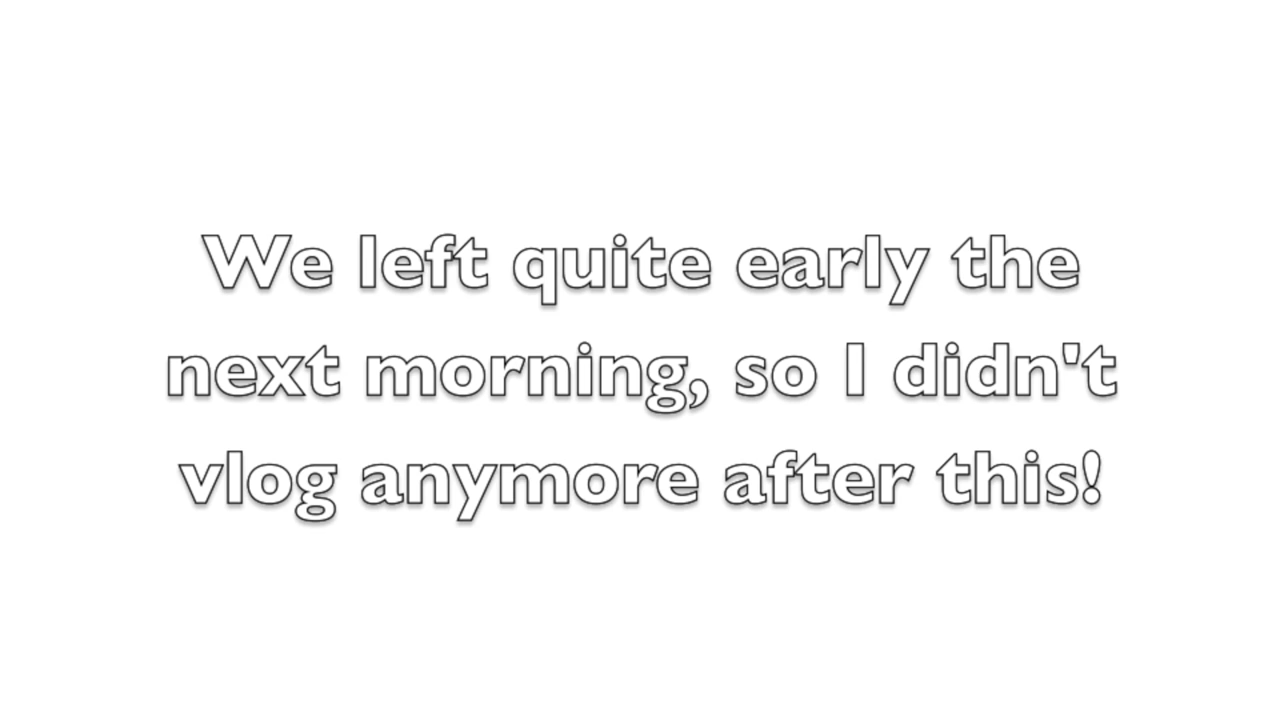 We left quite early the
next morning, so I didn't
vlog anymore after this!